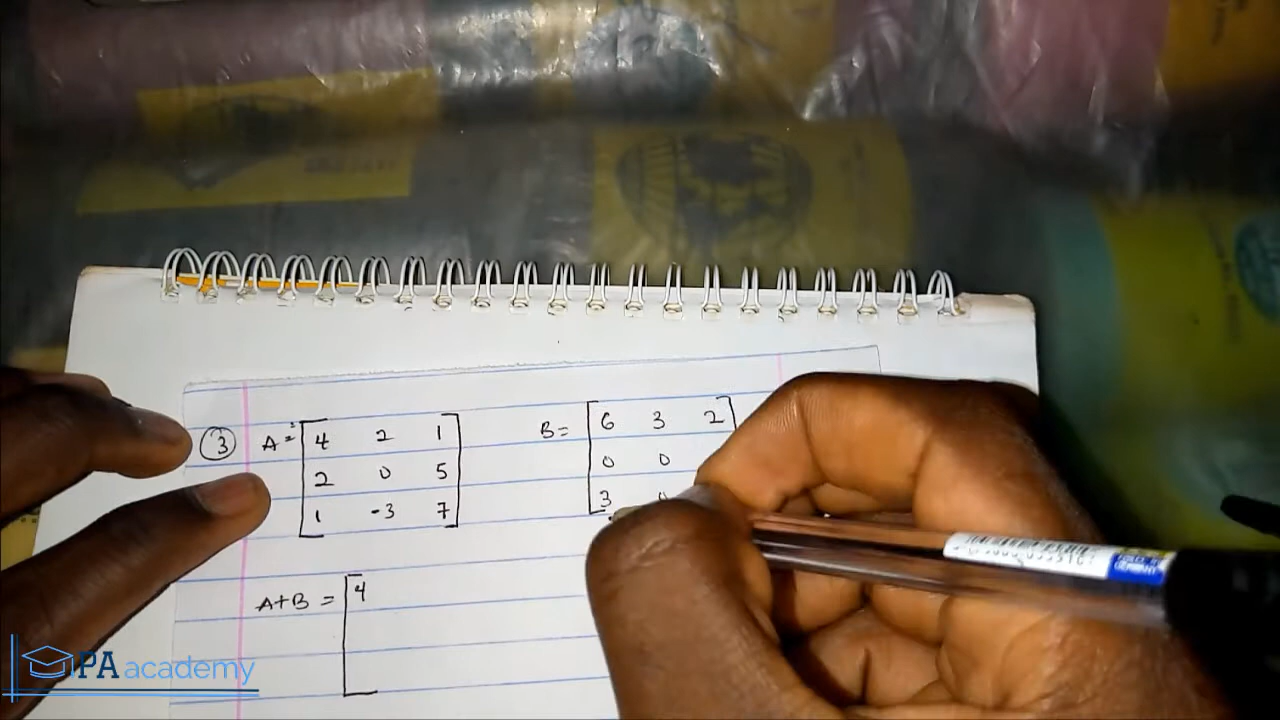 ③ A = [ 4 2 1 B = [ 6 3 2 ]
2 0 5 0 0
1 -3 7 ] 3
A+B = [ 4
PA academy
GERMANY